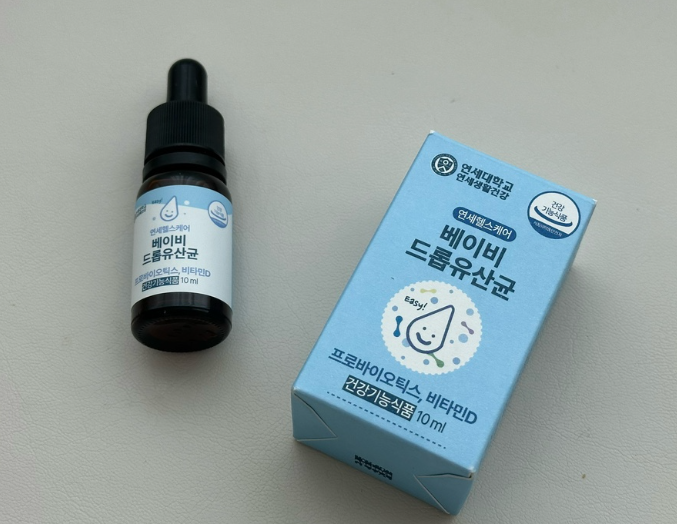 연세헬스케어
베이비
드롭유산균
프로바이오틱스, 비타민D
건강기능식품 10 ml
연세대학교
연세생활건강
건강
기능식품
연세헬스케어
베이비
드롭유산균
easy!
프로바이오틱스, 비타민D
건강기능식품 10 ml